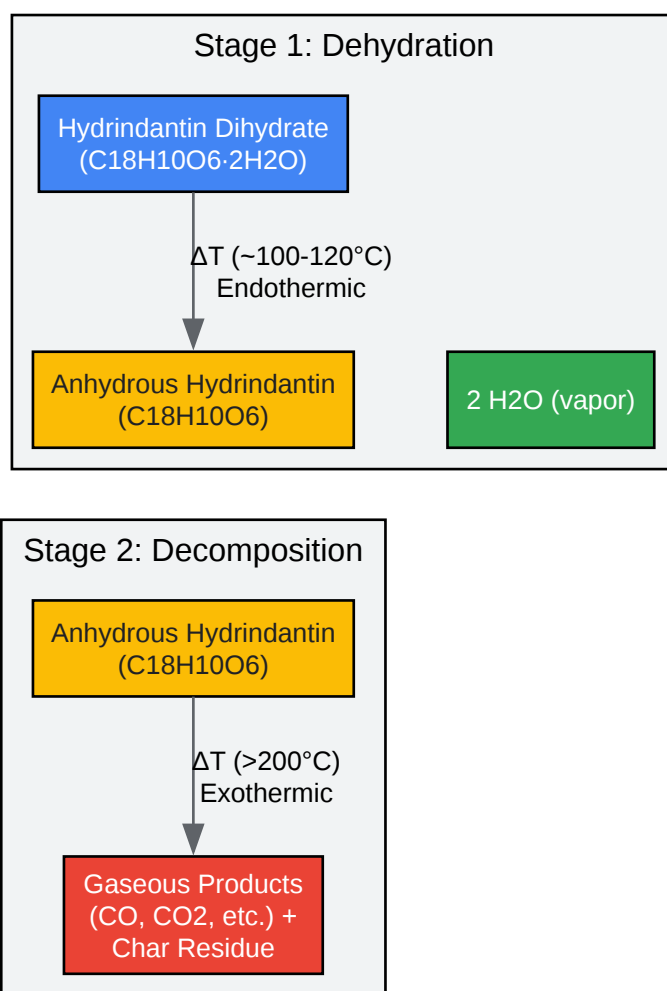 Stage 1: Dehydration
Hydrindantin Dihydrate
(C18H10O6·2H2O)
ΔT (~100-120°C)
Endothermic
Anhydrous Hydrindantin
(C18H10O6)
2 H2O (vapor)
Stage 2: Decomposition
Anhydrous Hydrindantin
(C18H10O6)
ΔT (>200°C)
Exothermic
Gaseous Products
(CO, CO2, etc.) +
Char Residue